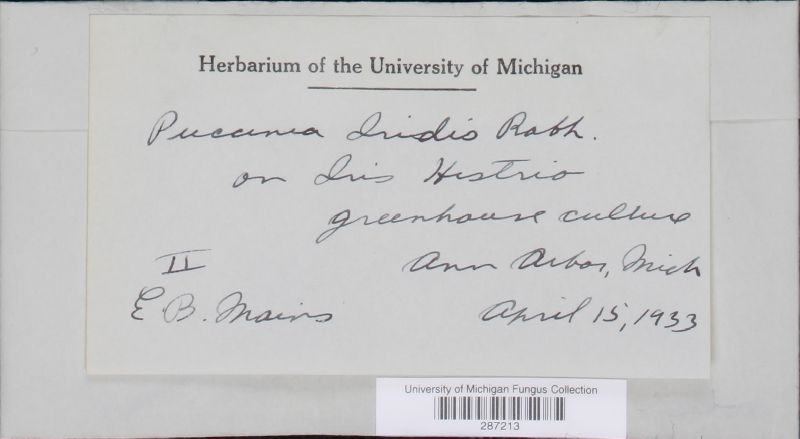 Herbarium of the University of Michigan
Puccinia Iridis Rabh.
on Iris Histrio
greenhouse culture
II
Ann Arbor, Mich
E. B. Mains
April 15, 1933
University of Michigan Fungus Collection
287213